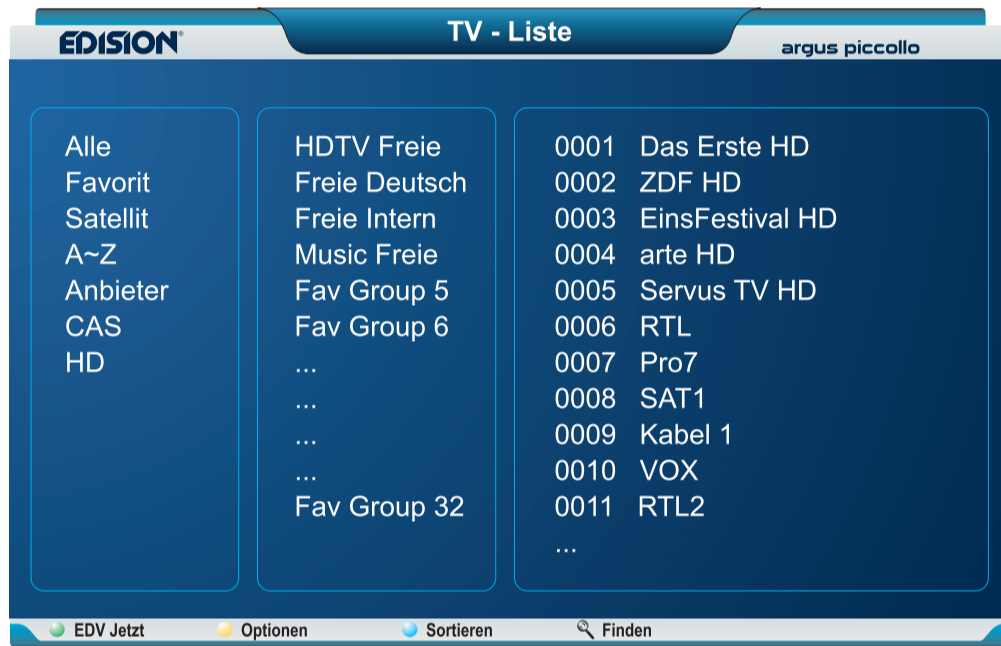 TV - Liste
EDISION®
argus piccollo
Alle
Favorit
Satellit
A~Z
Anbieter
CAS
HD
HDTV Freie
Freie Deutsch
Freie Intern
Music Freie
Fav Group 5
Fav Group 6
...
...
...
...
Fav Group 32
0001 Das Erste HD
0002 ZDF HD
0003 EinsFestival HD
0004 arte HD
0005 Servus TV HD
0006 RTL
0007 Pro7
0008 SAT1
0009 Kabel 1
0010 VOX
0011 RTL2
...
EDV Jetzt Optionen Sortieren Finden